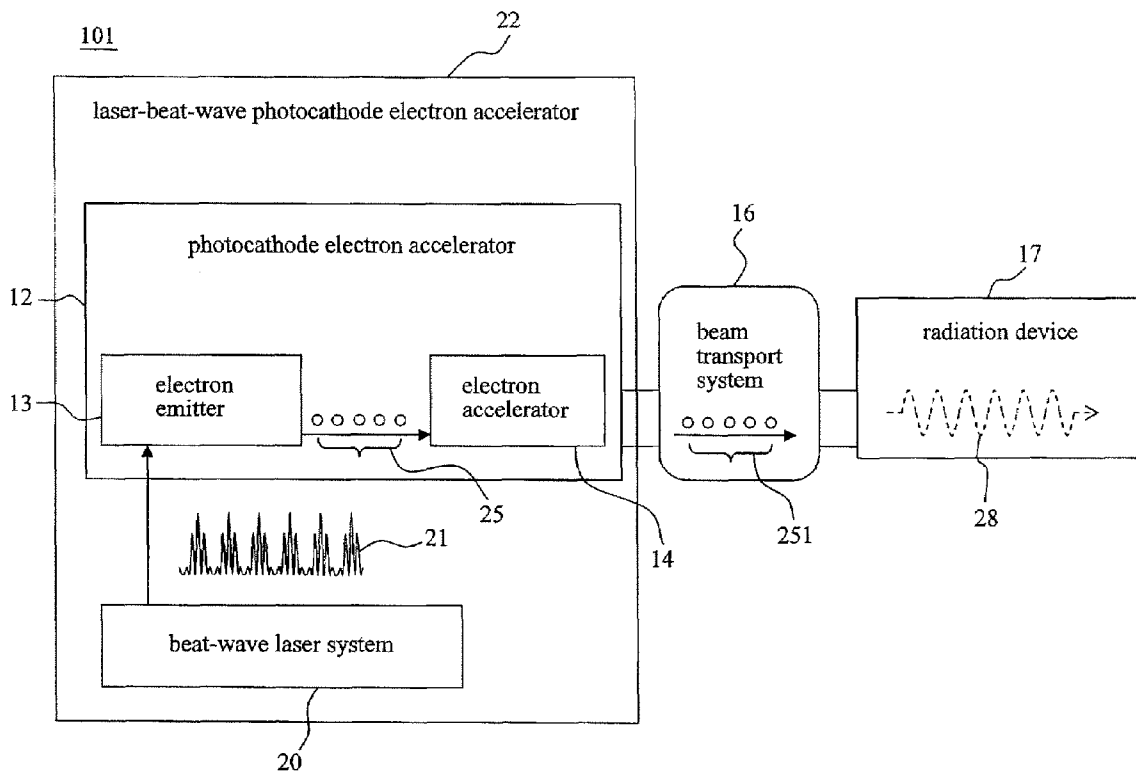 101
22
laser-beat-wave photocathode electron accelerator
photocathode electron accelerator
16
17
12
beam
transport
system
radiation device
electron
emitter
electron
accelerator
13
25
251
28
21
14
beat-wave laser system
20